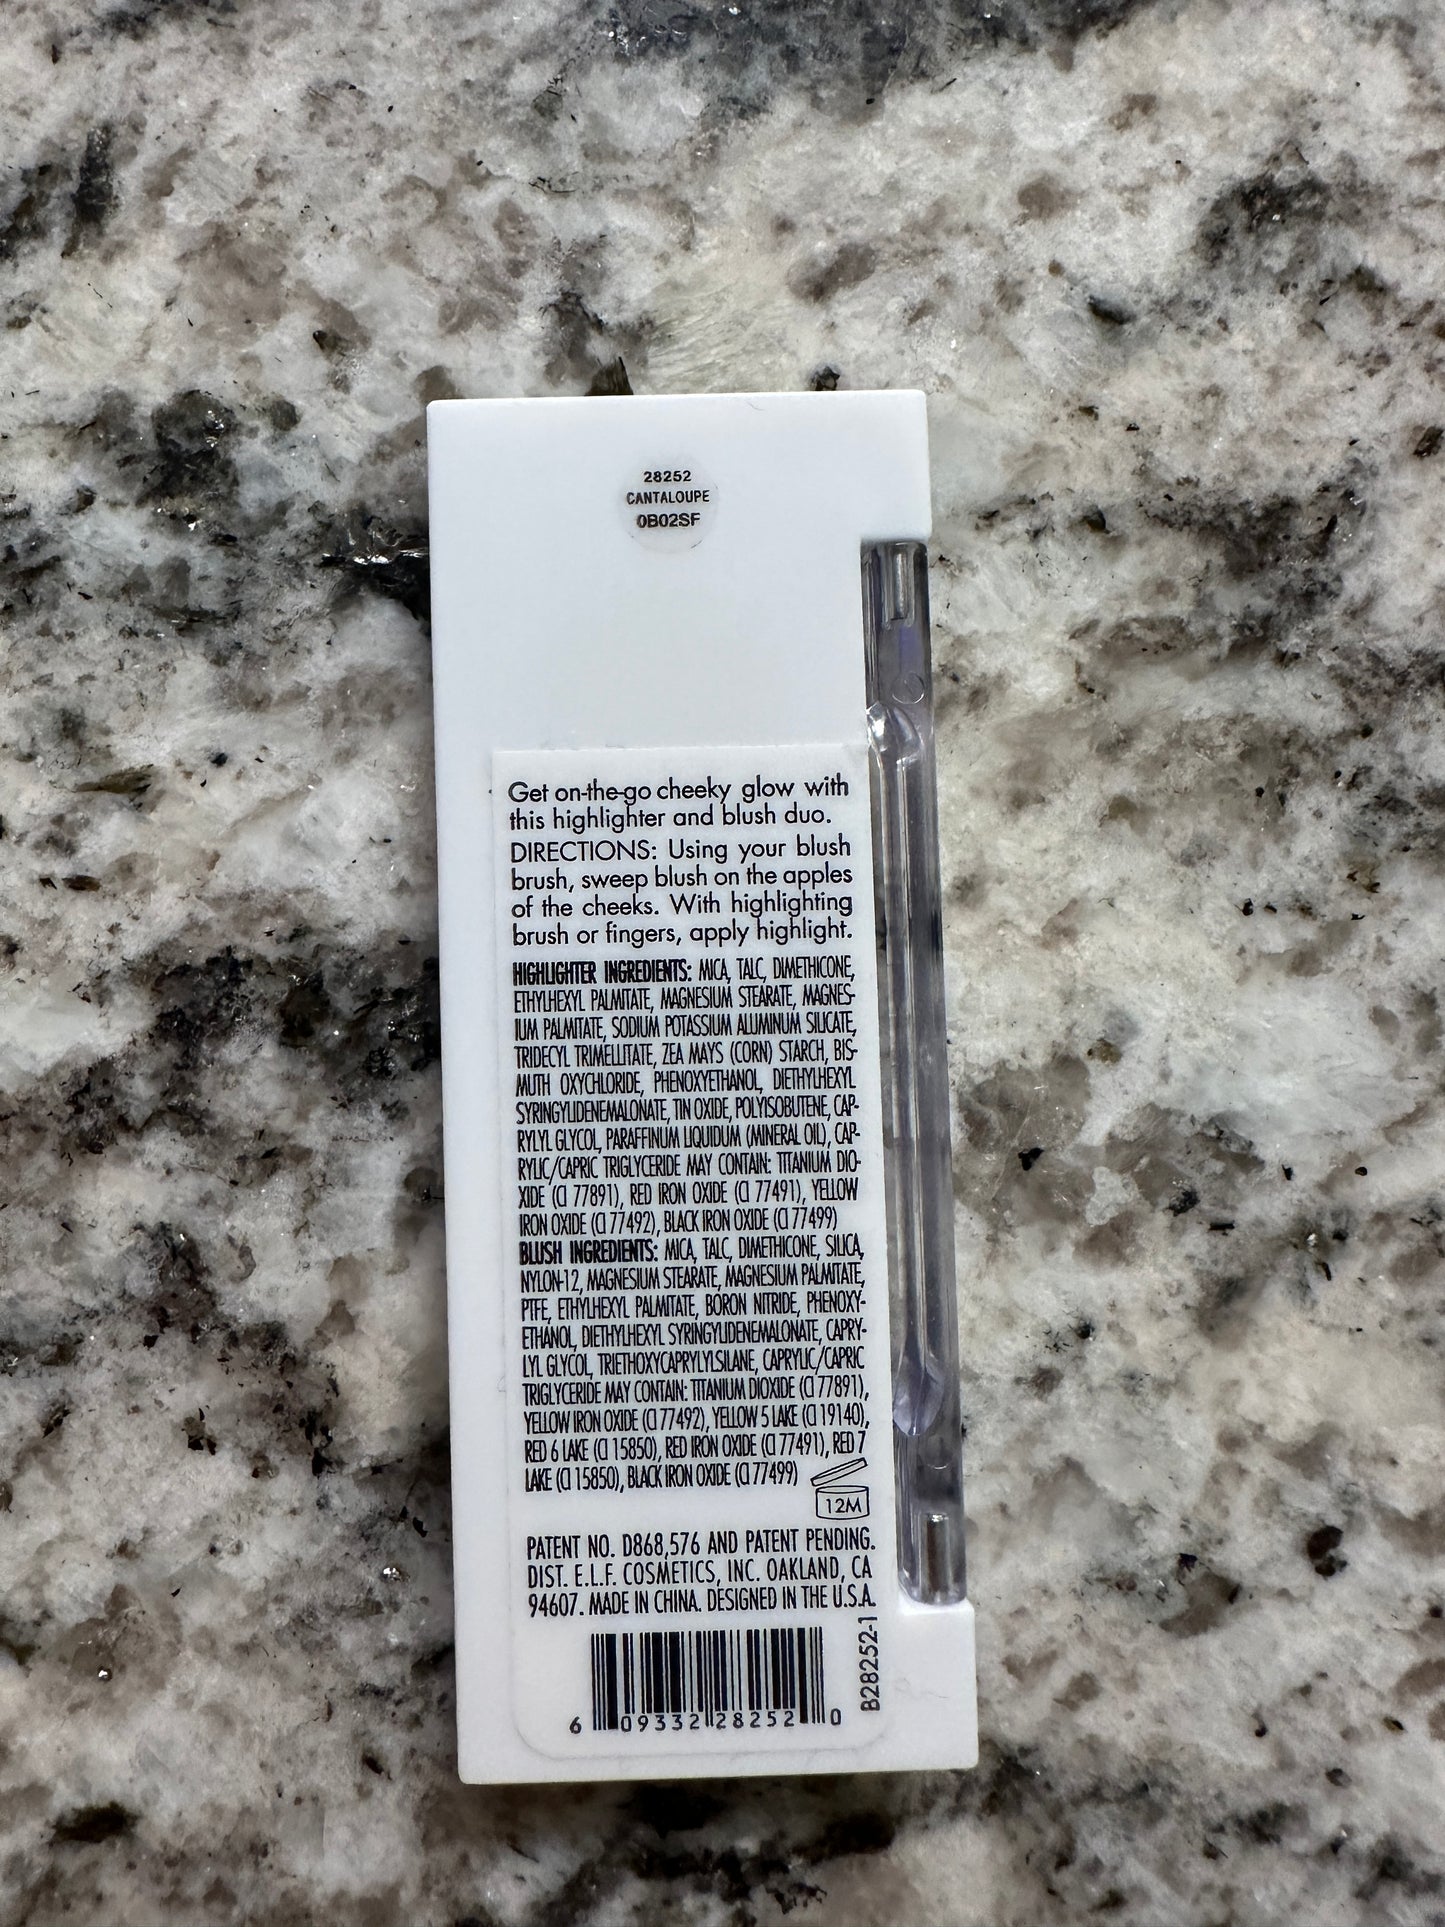 28252
CANTALOUPE
0B02SF
Get on-the-go cheeky glow with
this highlighter and blush duo.
DIRECTIONS: Using your blush
brush, sweep blush on the apples
of the cheeks. With highlighting
brush or fingers, apply highlight.
HIGHLIGHTER INGREDIENTS: MICA, TALC, DIMETHICONE,
ETHYLHEXYL PALMITATE, MAGNESIUM STEARATE, MAGNES-
IUM PALMITATE, SODIUM POTASSIUM ALUMINUM SILICATE,
TRIDECYL TRIMELLITATE, ZEA MAYS (CORN) STARCH, BIS-
MUTH OXYCHLORIDE, PHENOXYETHANOL, DIETHYLHEXYL
SYRINGYLIDENEMALONATE, TIN OXIDE, POLYISOBUTENE, CAP-
RYLYL GLYCOL, PARAFFINUM LIQUIDUM (MINERAL OIL), CAP-
RYLIC/CAPRIC TRIGLYCERIDE MAY CONTAIN: TITANIUM DIO-
XIDE (CI 77891), RED IRON OXIDE (CI 77491), YELLOW
IRON OXIDE (CI 77492), BLACK IRON OXIDE (CI 77499)
BLUSH INGREDIENTS: MICA, TALC, DIMETHICONE, SILICA,
NYLON-12, MAGNESIUM STEARATE, MAGNESIUM PALMITATE,
PTFE, ETHYLHEXYL PALMITATE, BORON NITRIDE, PHENOXY-
ETHANOL, DIETHYLHEXYL SYRINGYLIDENEMALONATE, CAPRY-
LYL GLYCOL, TRIETHOXYCAPRYLYLSILANE, CAPRYLIC/CAPRIC
TRIGLYCERIDE MAY CONTAIN: TITANIUM DIOXIDE (CI 77891),
YELLOW IRON OXIDE (CI 77492), YELLOW 5 LAKE (CI 19140),
RED 6 LAKE (CI 15850), RED IRON OXIDE (CI 77491), RED 7
LAKE (CI 15850), BLACK IRON OXIDE (CI 77499)
12M
PATENT NO. D868,576 AND PATENT PENDING.
DIST. E.L.F. COSMETICS, INC. OAKLAND, CA
94607. MADE IN CHINA. DESIGNED IN THE U.S.A.
B28252-1
6 09332 28252 0